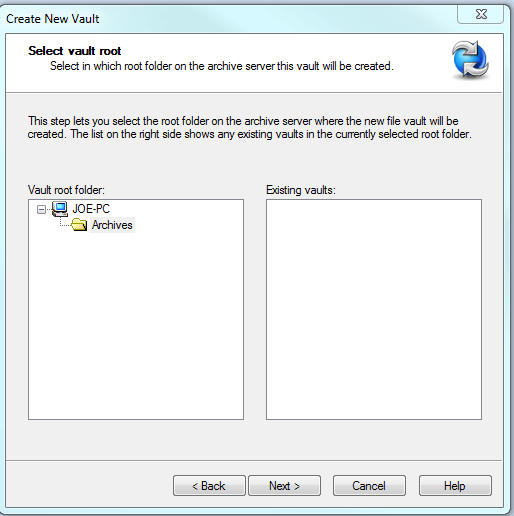 Create New Vault
Select vault root
Select in which root folder on the archive server this vault will be created.
This step lets you select the root folder on the archive server where the new file vault will be
created. The list on the right side shows any existing vaults in the currently selected root folder.
Vault root folder:
Existing vaults:
JOE-PC
Archives
< Back
Next >
Cancel
Help